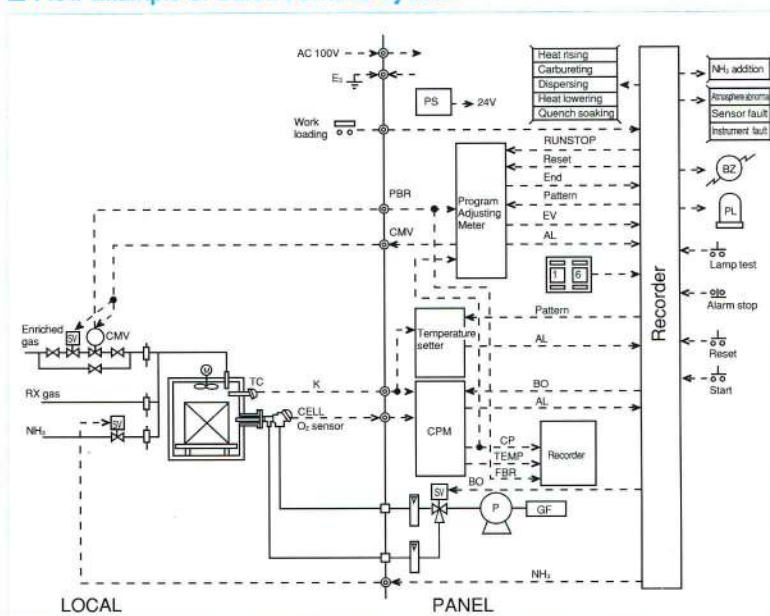 AC 100V
E₃
PS
24V
Work
loading
Heat rising
Carbureting
Dispersing
Heat lowering
Quench soaking
NH₃ addition
Sensor fault
Instrument fault
RUNSTOP
Reset
End
Pattern
EV
AL
Program
Adjusting
Meter
PBR
CMV
BZ
PL
Lamp test
Alarm stop
Reset
Start
1 6
Recorder
Pattern
AL
Temperature
setter
BO
AL
CPM
CP
TEMP
FBR
Recorder
Enriched
gas
SV
CMV
RX gas
NH₃
SV
M
TC
K
CELL
O₂ sensor
BO
SV
P
GF
NH₃
LOCAL
PANEL